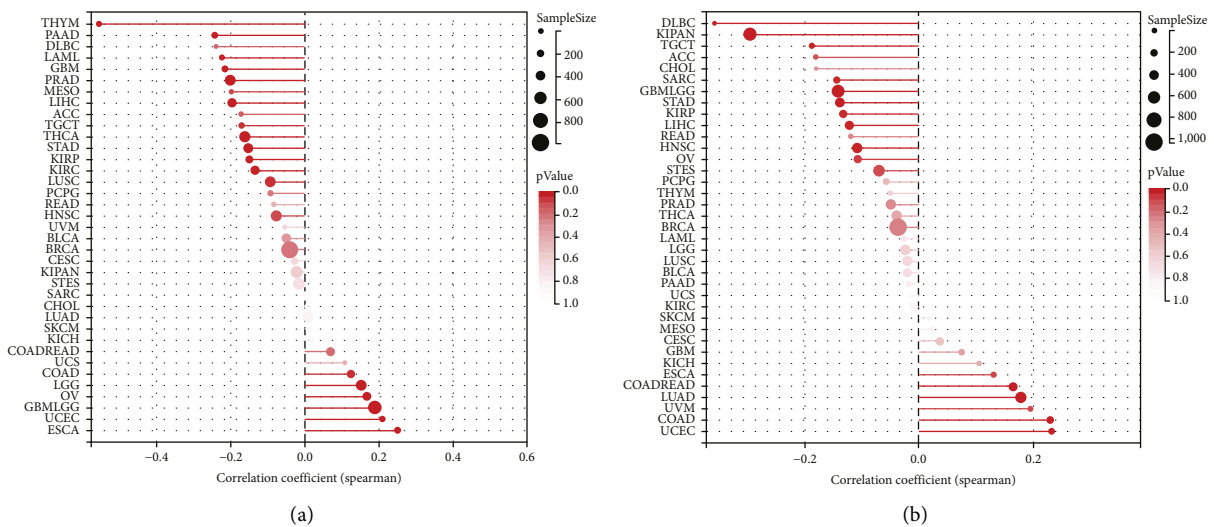 THYM
PAAD
DLBC
LAML
GBM
PRAD
MESO
LIHC
ACC
TGCT
THCA
STAD
KIRP
KIRC
LUSC
PCPG
READ
HNSC
UVM
BLCA
BRCA
CESC
KIPAN
STES
SARC
CHOL
LUAD
SKCM
KICH
COADREAD
UCS
COAD
LGG
OV
GBMLGG
UCEC
ESCA
−0.4 −0.2 0.0 0.2 0.4 0.6
Correlation coefficient (spearman)
SampleSize
200
400
600
800
pValue
0.0
0.2
0.4
0.6
0.8
1.0
(a)
DLBC
KIPAN
TGCT
ACC
CHOL
SARC
GBMLGG
STAD
KIRP
LIHC
READ
HNSC
OV
STES
PCPG
THYM
PRAD
THCA
BRCA
LAML
LGG
LUSC
BLCA
PAAD
UCS
KIRC
SKCM
MESO
CESC
GBM
KICH
ESCA
COADREAD
LUAD
UVM
COAD
UCEC
−0.2 0.0 0.2
Correlation coefficient (spearman)
SampleSize
200
400
600
800
1,000
pValue
0.0
0.2
0.4
0.6
0.8
1.0
(b)